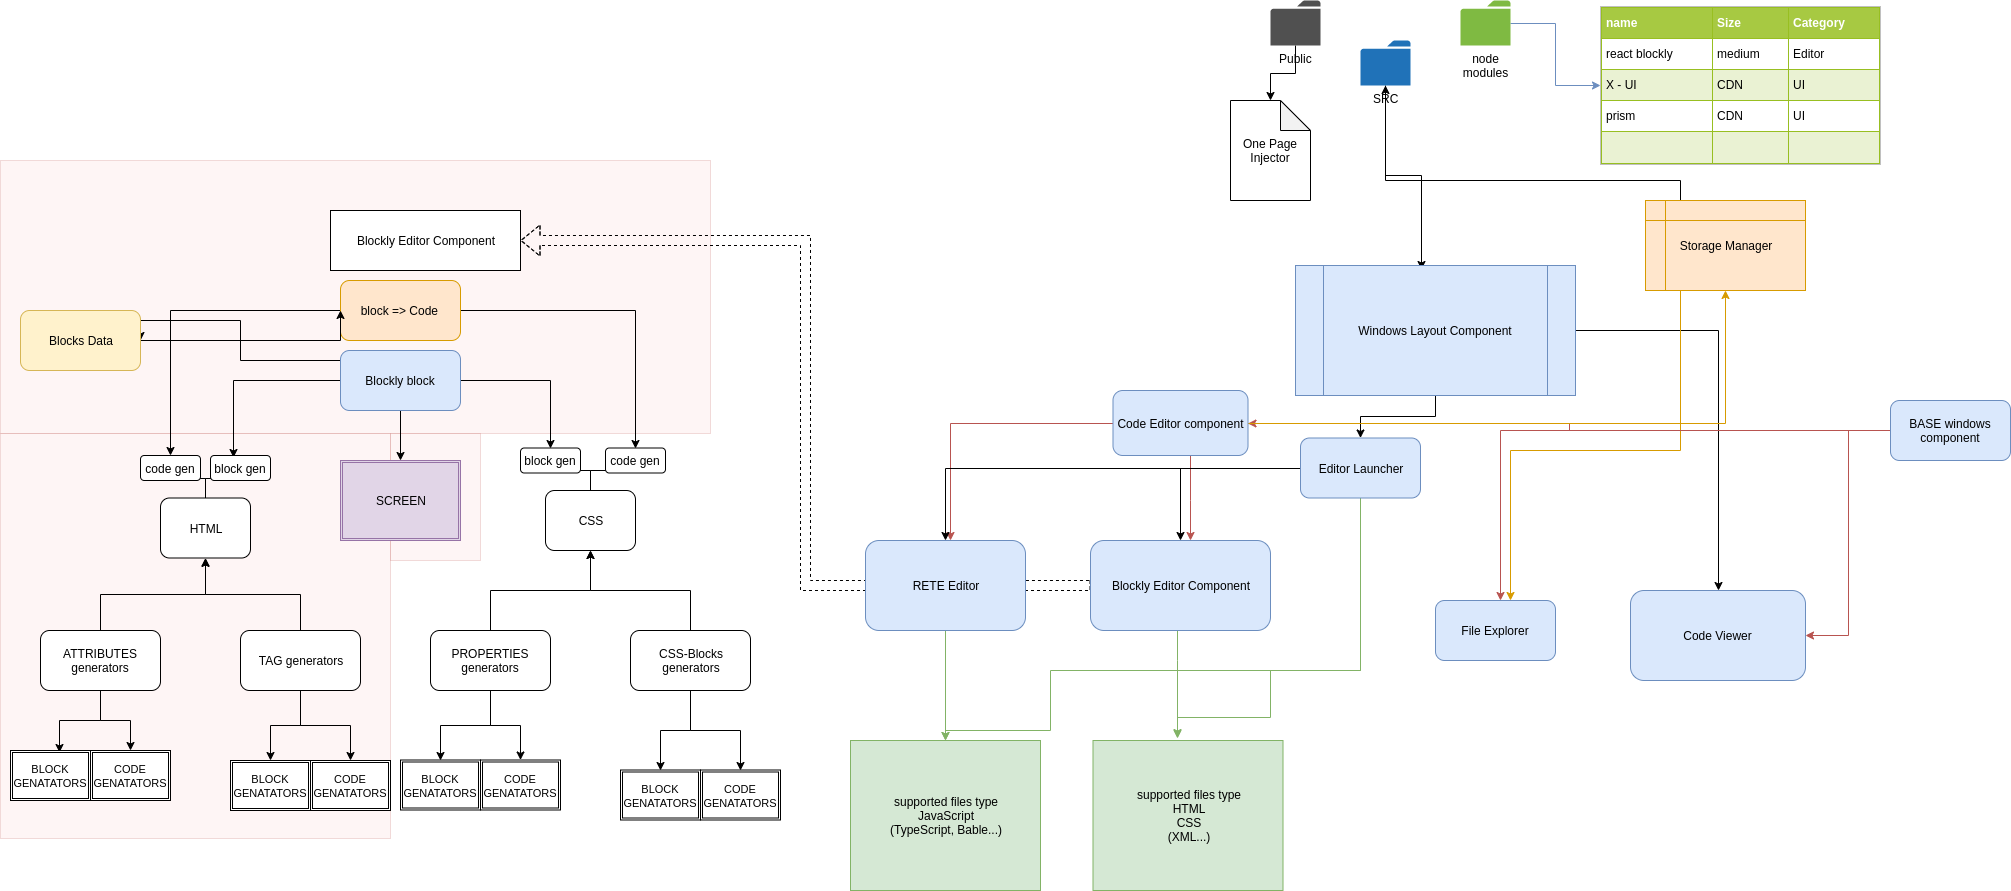 Public
SRC
node
modules
name Size Category
react blockly medium Editor
X - UI CDN UI
prism CDN UI
One Page
Injector
Storage Manager
Windows Layout Component
Blockly Editor Component
block => Code
Blocks Data
Blockly block
Code Editor component
BASE windows
component
Editor Launcher
code gen
block gen
block gen
code gen
SCREEN
HTML
CSS
RETE Editor
Blockly Editor Component
File Explorer
Code Viewer
ATTRIBUTES
generators
TAG generators
PROPERTIES
generators
CSS-Blocks
generators
BLOCK
GENATATORS
CODE
GENATATORS
BLOCK
GENATATORS
CODE
GENATATORS
BLOCK
GENATATORS
CODE
GENATATORS
BLOCK
GENATATORS
CODE
GENATATORS
supported files type
JavaScript
(TypeScript, Bable...)
supported files type
HTML
CSS
(XML...)